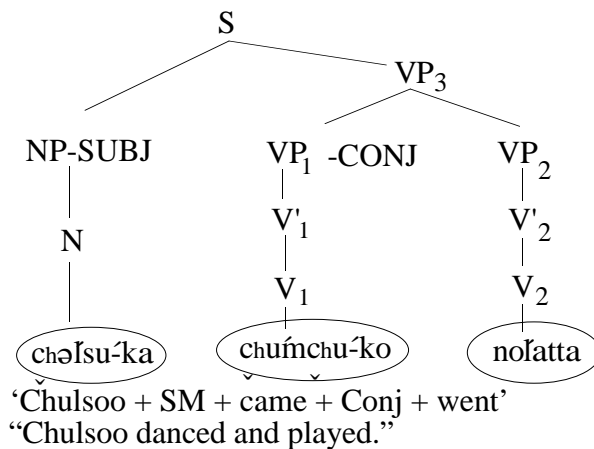 S
VP3
NP-SUBJ VP1 -CONJ VP2
N V'1 V'2
V1 V2
chəlsu-ka chumchu-ko nolatta
‘Čhulsoo + SM + came + Conj + went’
“Chulsoo danced and played.”